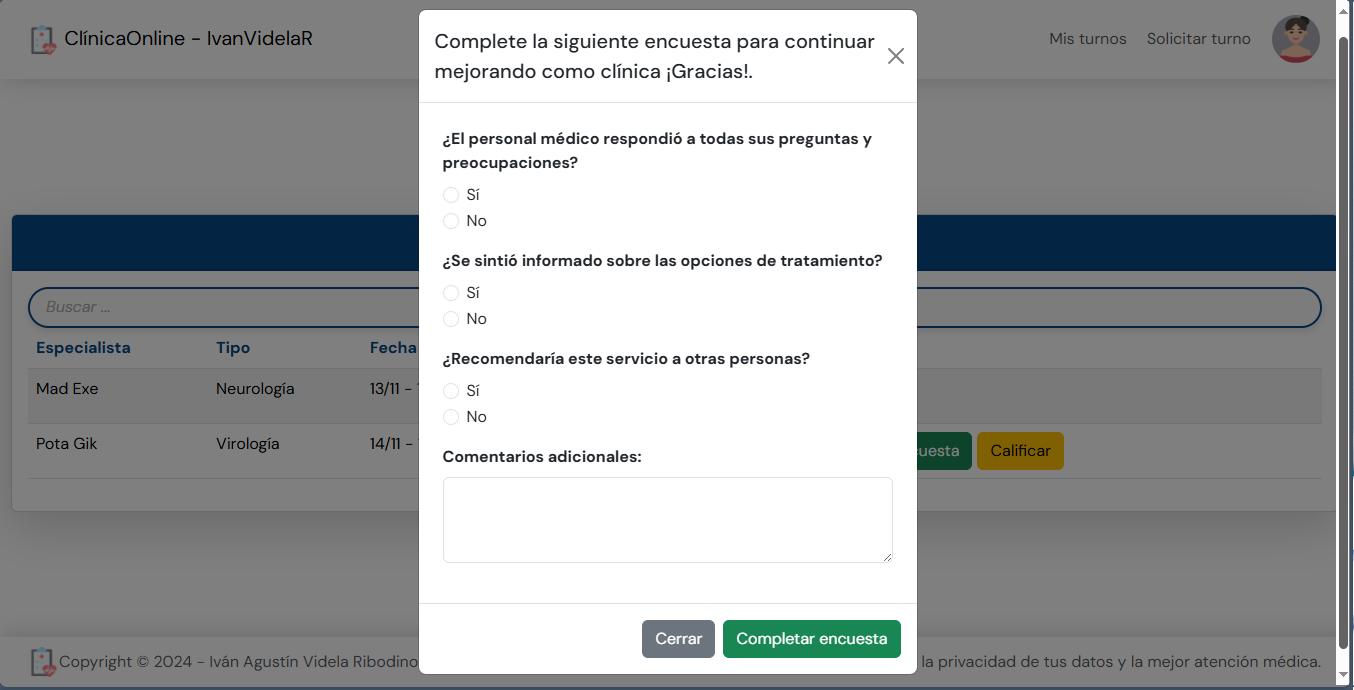 ClínicaOnline - IvanVidelaR
Mis turnos
Solicitar turno
Complete la siguiente encuesta para continuar
mejorando como clínica ¡Gracias!.
¿El personal médico respondió a todas sus preguntas y
preocupaciones?
Sí
No
¿Se sintió informado sobre las opciones de tratamiento?
Sí
No
¿Recomendaría este servicio a otras personas?
Sí
No
Comentarios adicionales:
Cerrar
Completar encuesta
Buscar ...
Especialista Tipo Fecha
Mad Exe Neurología 13/11 -
Pota Gik Virología 14/11 -
Calificar
Copyright © 2024 - Iván Agustín Videla Ribodino
la privacidad de tus datos y la mejor atención médica.